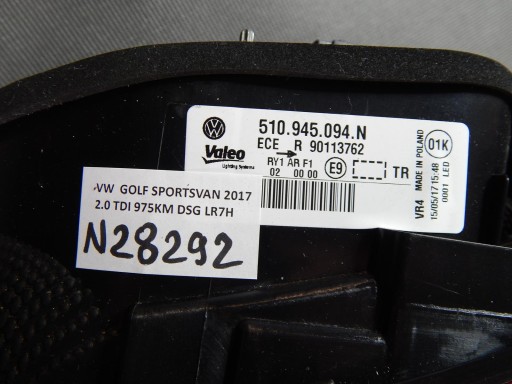 510.945.094.N
ECE R 90113762
Valeo
Lighting Systems
RY1 AR F1
02 00 00
E9
TR
01K
MADE IN POLAND
VR4
15/05/17 15:48
0001 LED
VW GOLF SPORTSVAN 2017
2.0 TDI 975KM DSG LR7H
N28292